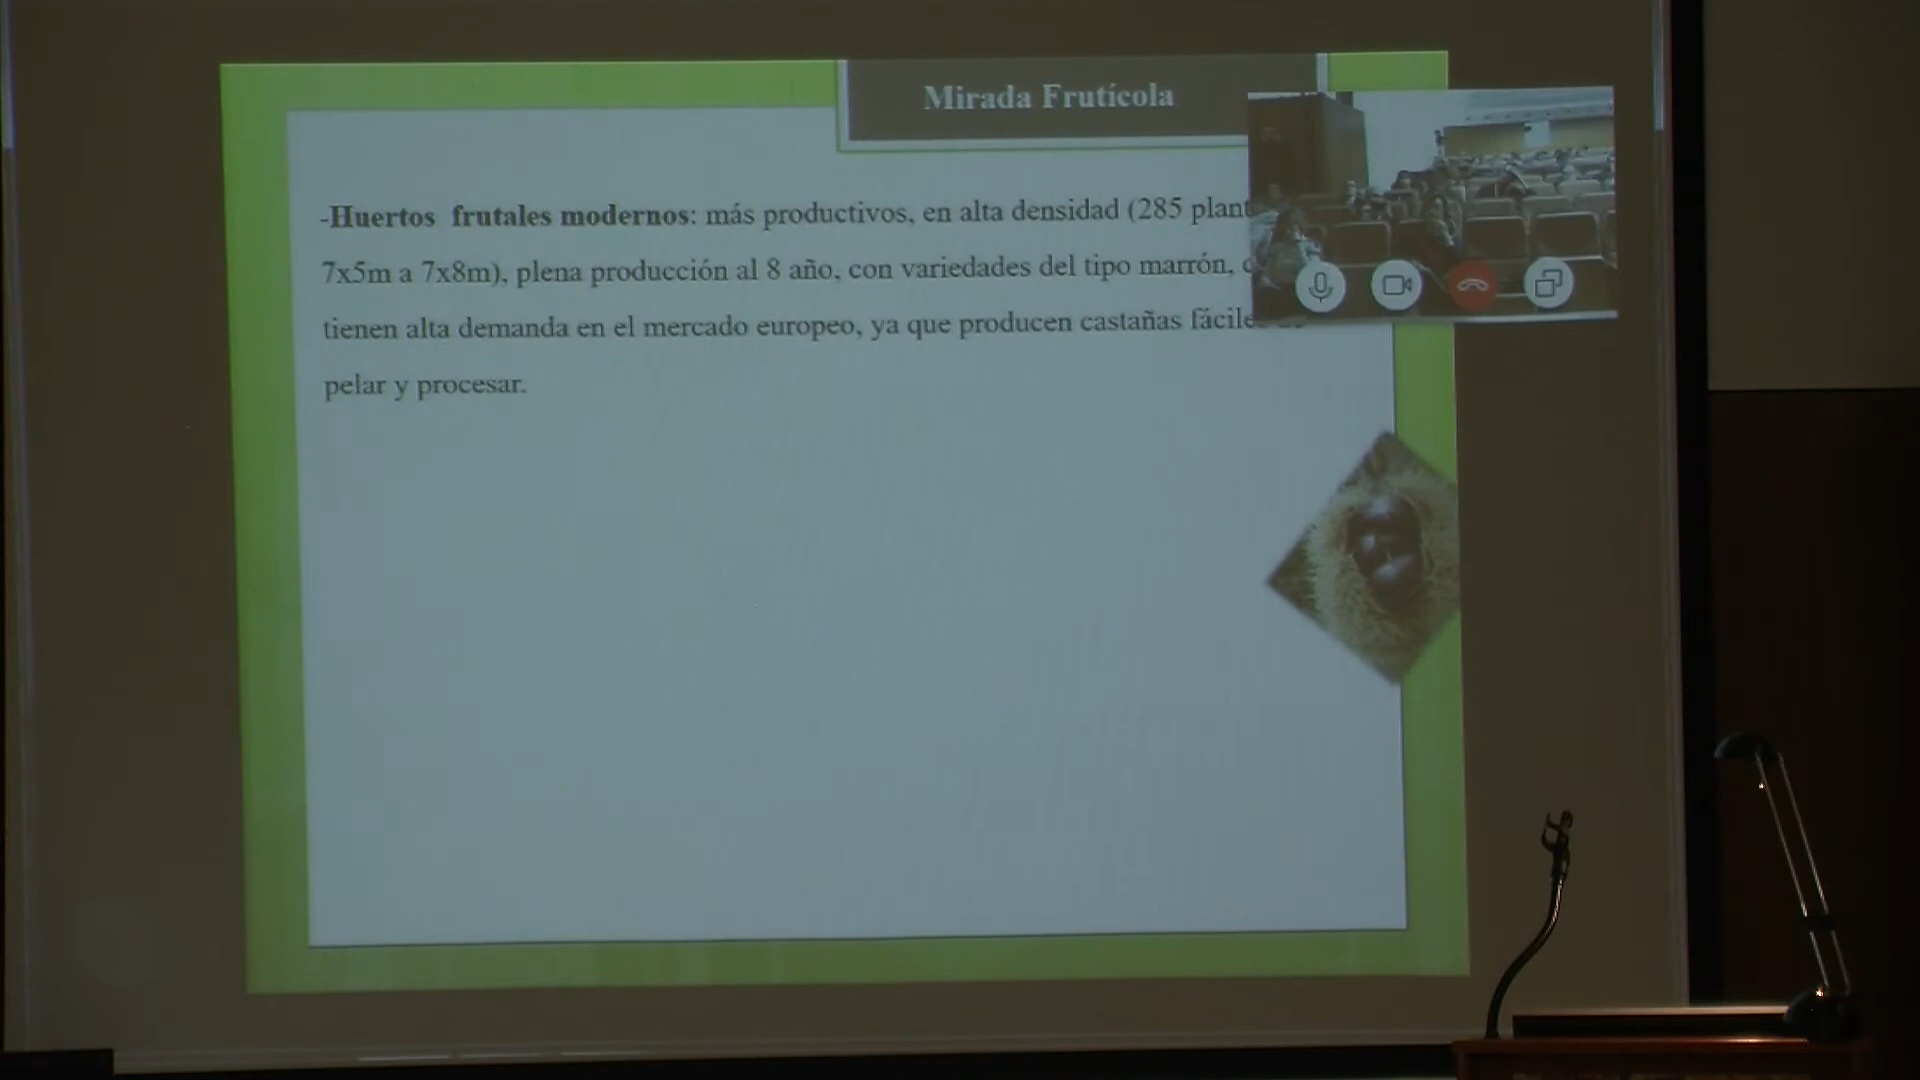 Mirada Frutícola
-Huertos frutales modernos: más productivos, en alta densidad (285
7x5m a 7x8m), plena producción al 8 año, con variedades del tipo marrón,
tienen alta demanda en el mercado europeo, ya que producen castañas
pelar y procesar.